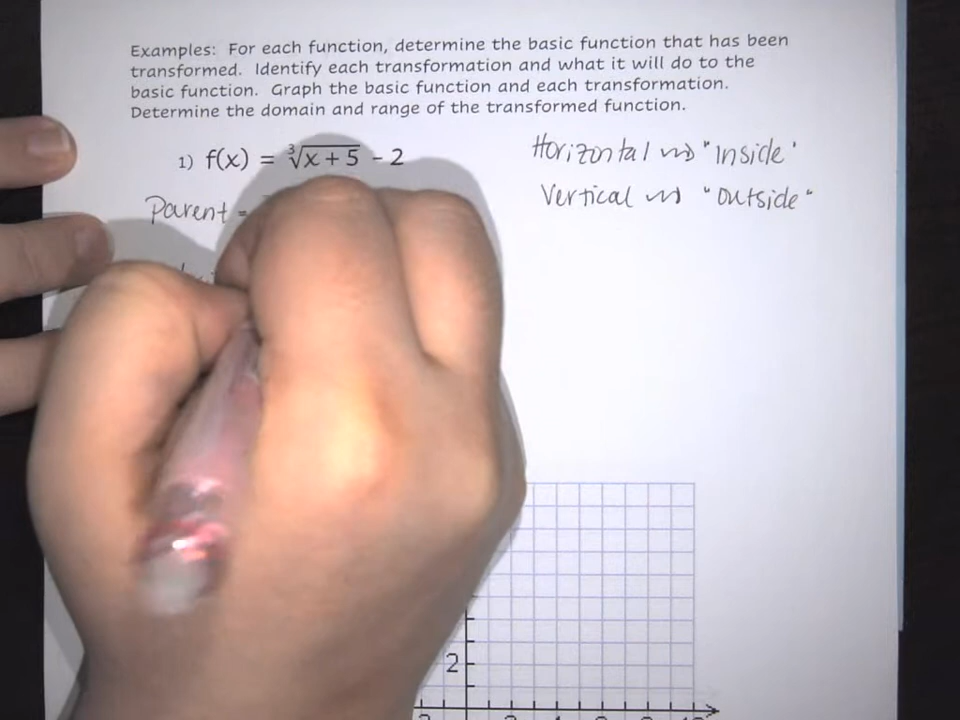 Examples: For each function, determine the basic function that has been
transformed. Identify each transformation and what it will do to the
basic function. Graph the basic function and each transformation.
Determine the domain and range of the transformed function.
1) f(x) = ∛(x + 5) - 2
Horizontal ⇝ "Inside"
Parent =
Vertical ⇝ "Outside"
2